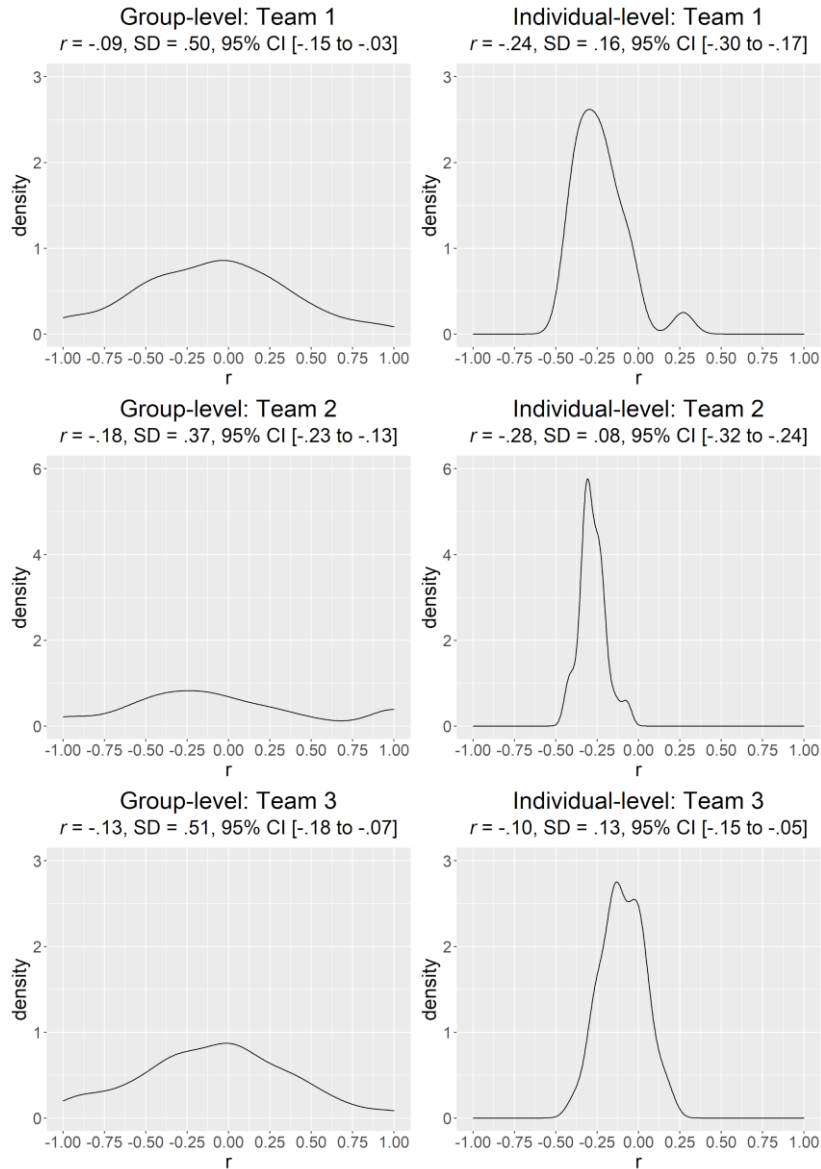 Group-level: Team 1
r = -.09, SD = .50, 95% CI [-.15 to -.03]
density
3
2
1
0
-1.00 -0.75 -0.50 -0.25 0.00 0.25 0.50 0.75 1.00
r
Individual-level: Team 1
r = -.24, SD = .16, 95% CI [-.30 to -.17]
density
3
2
1
0
-1.00 -0.75 -0.50 -0.25 0.00 0.25 0.50 0.75 1.00
r
Group-level: Team 2
r = -.18, SD = .37, 95% CI [-.23 to -.13]
density
6
4
2
0
-1.00 -0.75 -0.50 -0.25 0.00 0.25 0.50 0.75 1.00
r
Individual-level: Team 2
r = -.28, SD = .08, 95% CI [-.32 to -.24]
density
6
4
2
0
-1.00 -0.75 -0.50 -0.25 0.00 0.25 0.50 0.75 1.00
r
Group-level: Team 3
r = -.13, SD = .51, 95% CI [-.18 to -.07]
density
3
2
1
0
-1.00 -0.75 -0.50 -0.25 0.00 0.25 0.50 0.75 1.00
r
Individual-level: Team 3
r = -.10, SD = .13, 95% CI [-.15 to -.05]
density
3
2
1
0
-1.00 -0.75 -0.50 -0.25 0.00 0.25 0.50 0.75 1.00
r